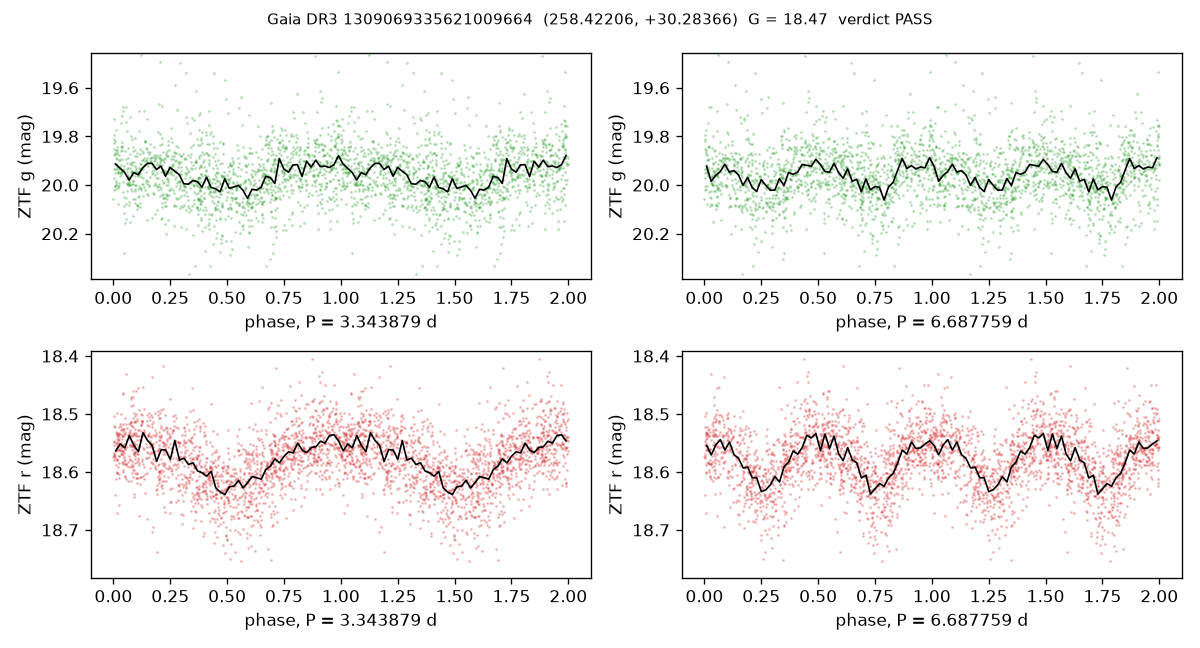 Gaia DR3 1309069335621009664  (258.42206, +30.28366)  G = 18.47  verdict PASS
ZTF g (mag)
19.6
19.8
20.0
20.2
0.00 0.25 0.50 0.75 1.00 1.25 1.50 1.75 2.00
phase, P = 3.343879 d
ZTF g (mag)
19.6
19.8
20.0
20.2
0.00 0.25 0.50 0.75 1.00 1.25 1.50 1.75 2.00
phase, P = 6.687759 d
ZTF r (mag)
18.4
18.5
18.6
18.7
0.00 0.25 0.50 0.75 1.00 1.25 1.50 1.75 2.00
phase, P = 3.343879 d
ZTF r (mag)
18.4
18.5
18.6
18.7
0.00 0.25 0.50 0.75 1.00 1.25 1.50 1.75 2.00
phase, P = 6.687759 d